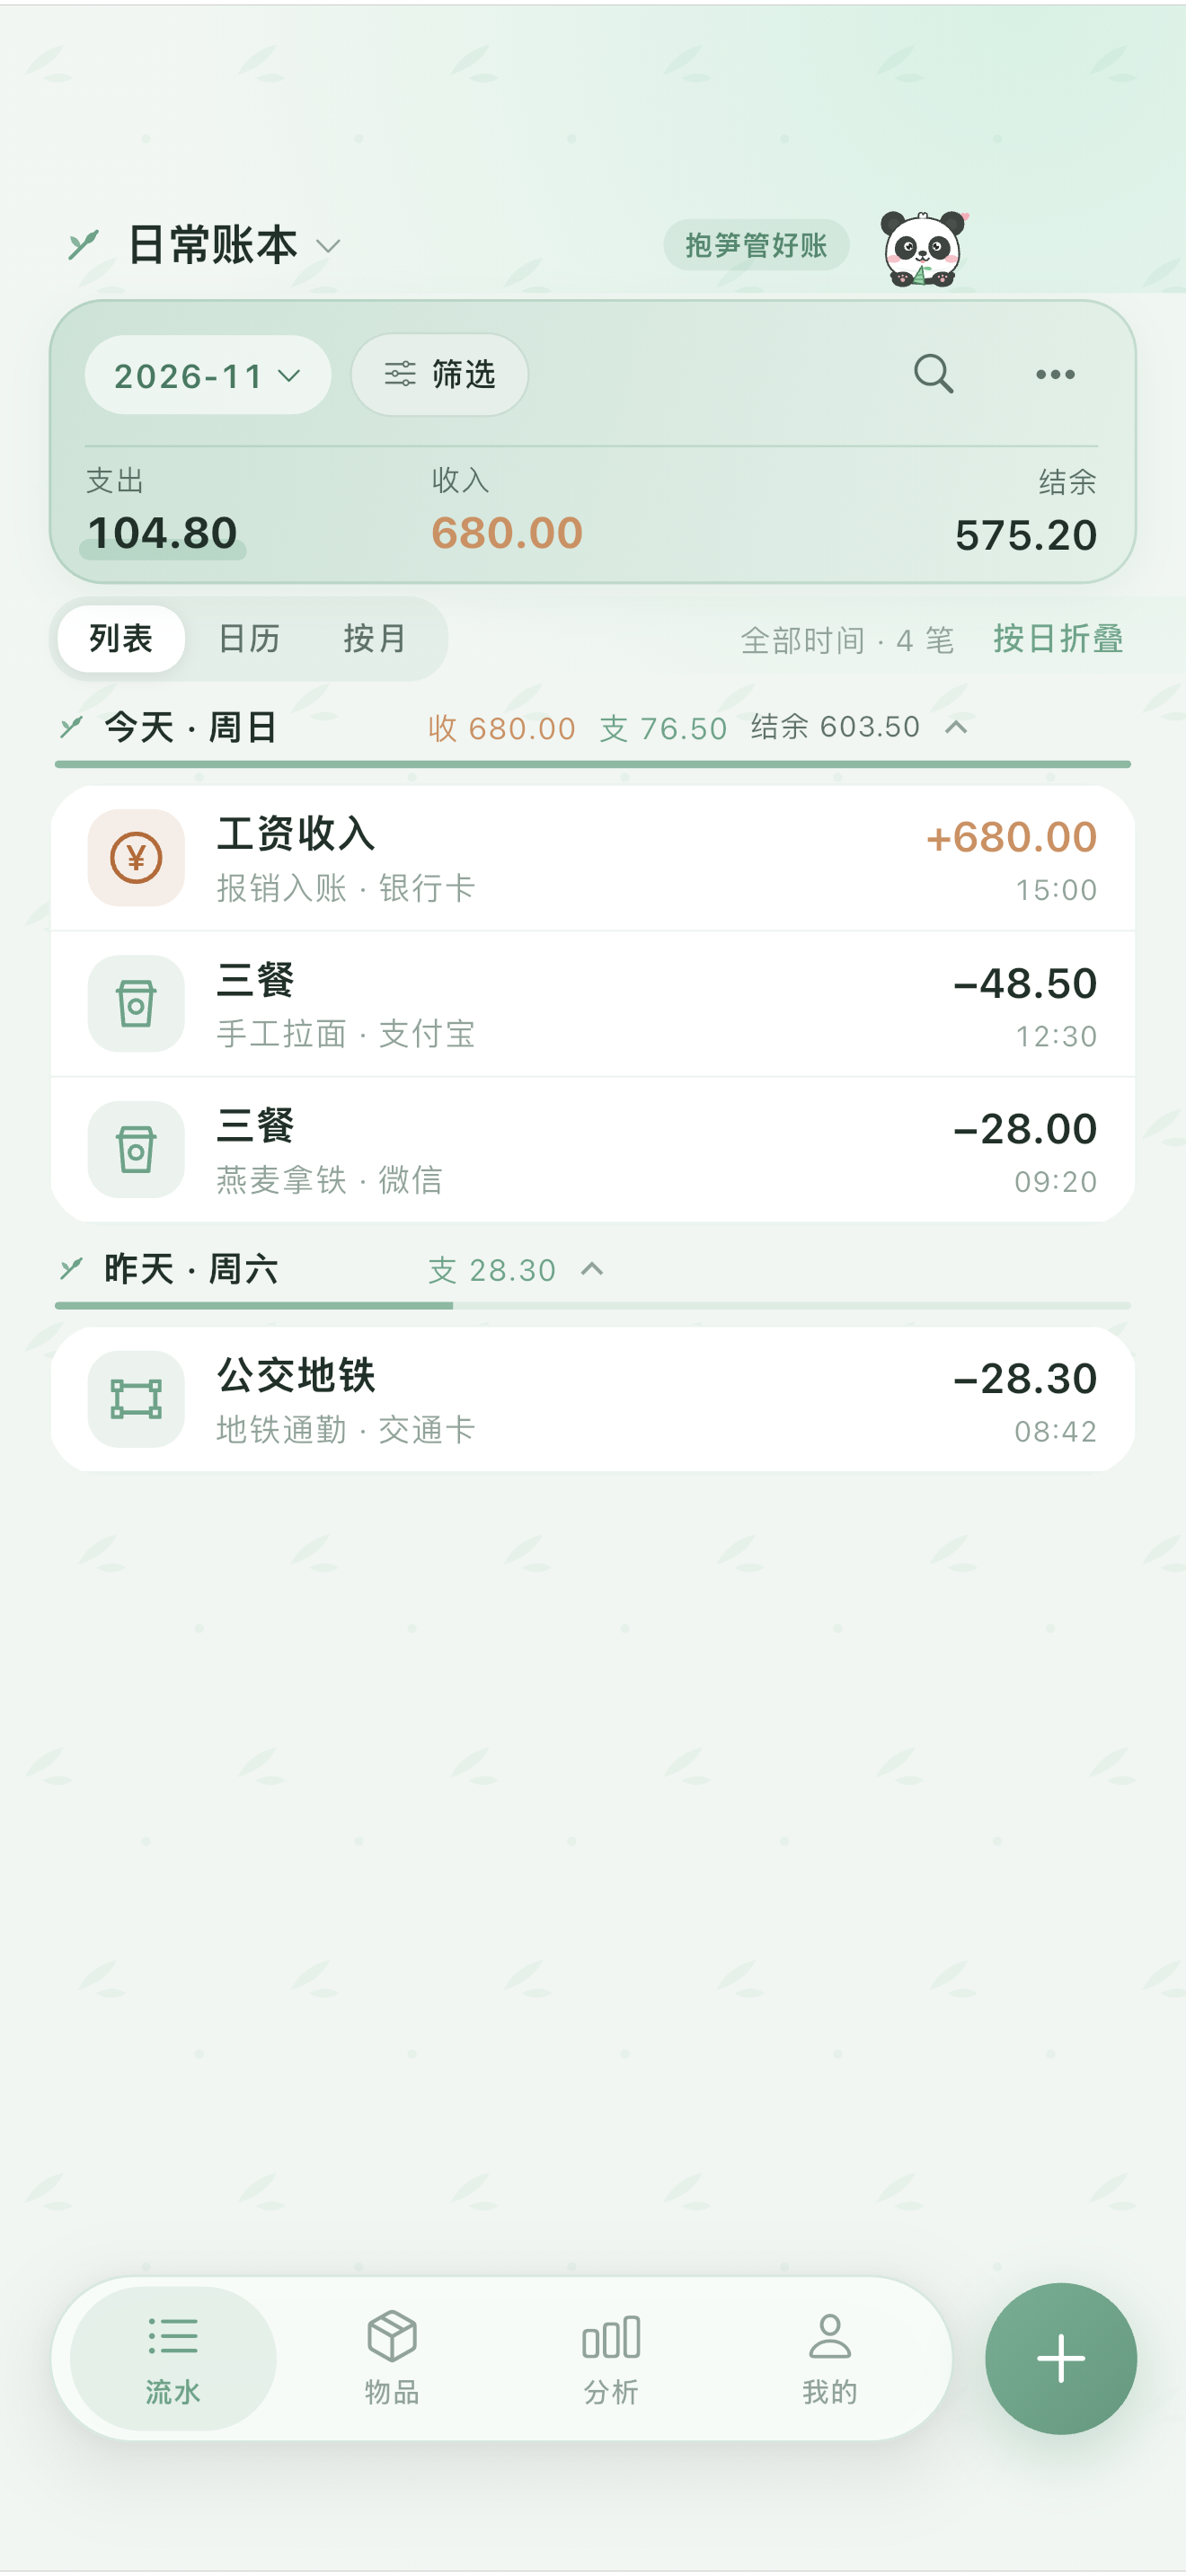 日常账本 抱笋管好账
2026-11 筛选
支出 收入 结余
104.80 680.00 575.20
列表 日历 按月 全部时间 · 4 笔 按日折叠
今天 · 周日 收 680.00 支 76.50 结余 603.50
工资收入 +680.00
报销入账 · 银行卡 15:00
三餐 −48.50
手工拉面 · 支付宝 12:30
三餐 −28.00
燕麦拿铁 · 微信 09:20
昨天 · 周六 支 28.30
公交地铁 −28.30
地铁通勤 · 交通卡 08:42
流水 物品 分析 我的